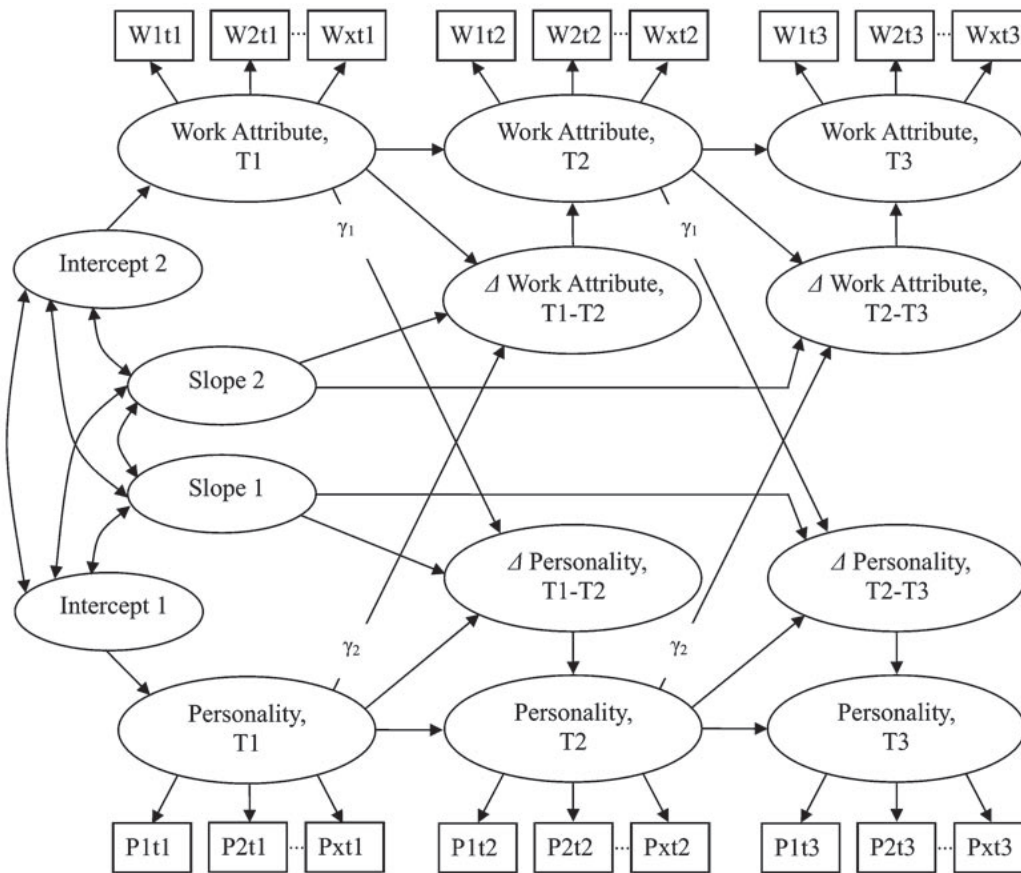 W1t1 W2t1 ... Wxt1 W1t2 W2t2 ... Wxt2 W1t3 W2t3 ... Wxt3
Work Attribute,
T1
Work Attribute,
T2
Work Attribute,
T3
γ1
γ1
Intercept 2
Δ Work Attribute,
T1-T2
Δ Work Attribute,
T2-T3
Slope 2
Slope 1
Δ Personality,
T1-T2
Δ Personality,
T2-T3
Intercept 1
γ2
γ2
Personality,
T1
Personality,
T2
Personality,
T3
P1t1 P2t1 ... Pxt1 P1t2 P2t2 ... Pxt2 P1t3 P2t3 ... Pxt3